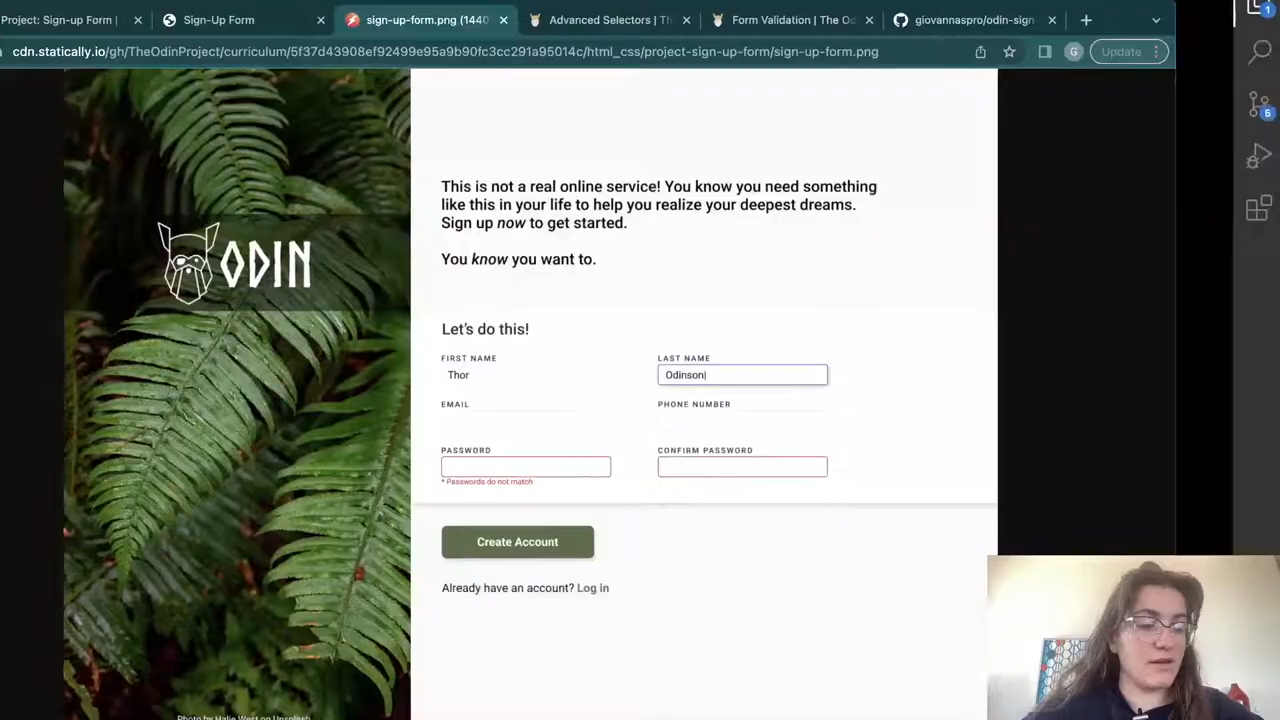 Project: Sign-up Form |
Sign-Up Form
sign-up-form.png (1440
Advanced Selectors | Th
Form Validation | The Od
giovannaspro/odin-sign-
cdn.statically.io/gh/TheOdinProject/curriculum/5f37d43908ef92499e95a9b90fc3cc291a95014c/html_css/project-sign-up-form/sign-up-form.png
G
Update
1
5
ODIN
This is not a real online service! You know you need something
like this in your life to help you realize your deepest dreams.
Sign up now to get started.
You know you want to.
Let's do this!
FIRST NAME
LAST NAME
Thor
Odinson
EMAIL
PHONE NUMBER
PASSWORD
CONFIRM PASSWORD
* Passwords do not match
Create Account
Already have an account? Log in
Photo by Halie West on Unsplash